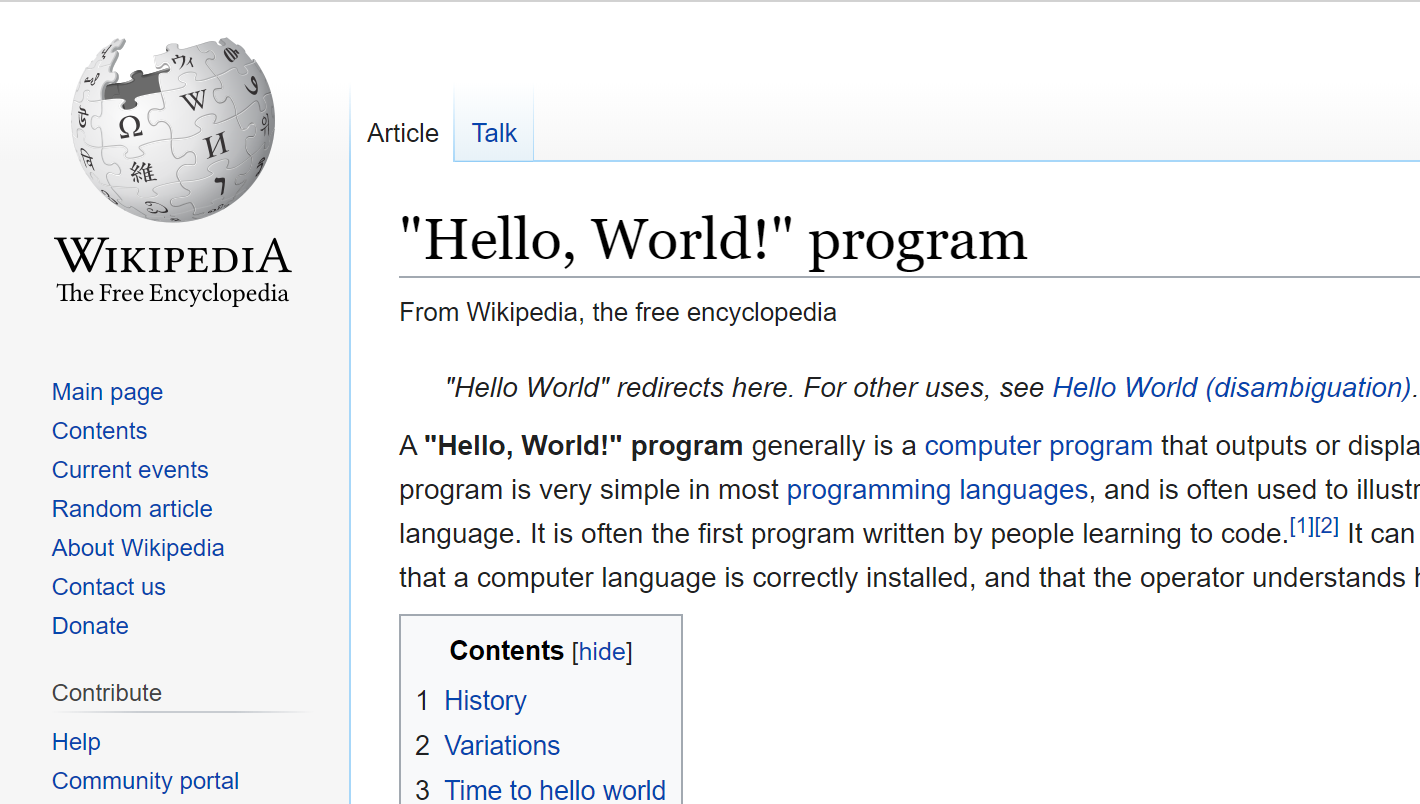 Ω
W
И
維
ウィ
WIKIPEDIA
The Free Encyclopedia
Main page
Contents
Current events
Random article
About Wikipedia
Contact us
Donate
Contribute
Help
Community portal
Article
Talk
"Hello, World!" program
From Wikipedia, the free encyclopedia
"Hello World" redirects here. For other uses, see Hello World (disambiguation).
A "Hello, World!" program generally is a computer program that outputs or displa
program is very simple in most programming languages, and is often used to illustr
language. It is often the first program written by people learning to code.[1][2] It can
that a computer language is correctly installed, and that the operator understands h
Contents [hide]
1 History
2 Variations
3 Time to hello world